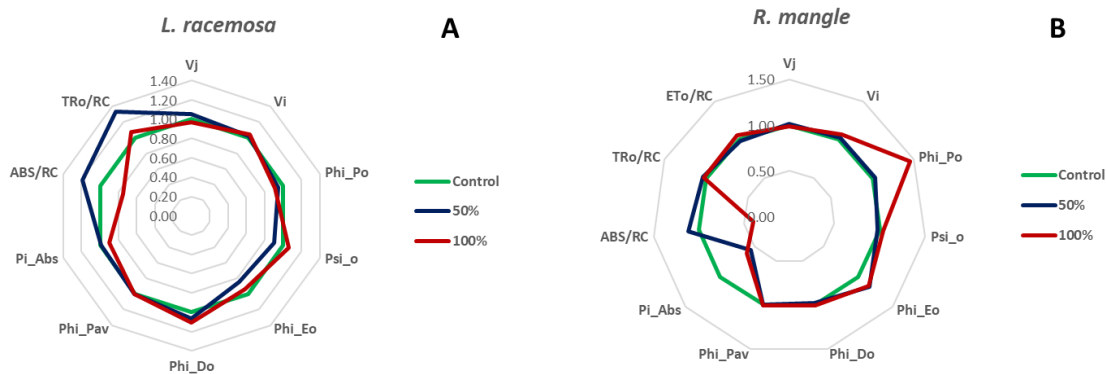 L. racemosa
A
Vj
1.40
1.20
1.00
0.80
0.60
0.40
0.20
0.00
Vi
Phi_Po
Psi_o
Phi_Eo
Phi_Do
Phi_Pav
Pi_Abs
ABS/RC
TRo/RC
Control
50%
100%
R. mangle
B
Vj
1.50
1.00
0.50
0.00
Vi
Phi_Po
Psi_o
Phi_Eo
Phi_Do
Phi_Pav
Pi_Abs
ABS/RC
TRo/RC
ETo/RC
Control
50%
100%